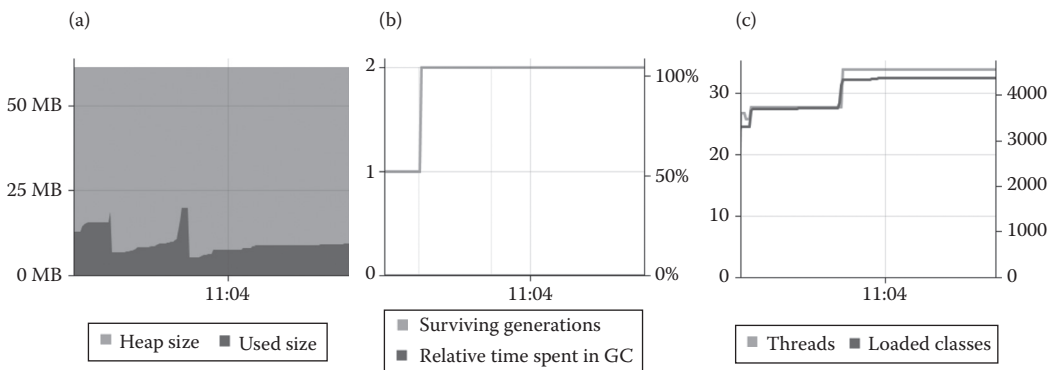 (a)
50 MB
25 MB
0 MB
11:04
Heap size
Used size
(b)
2
1
0
100%
50%
0%
11:04
Surviving generations
Relative time spent in GC
(c)
30
20
10
0
4000
3000
2000
1000
0
11:04
Threads
Loaded classes